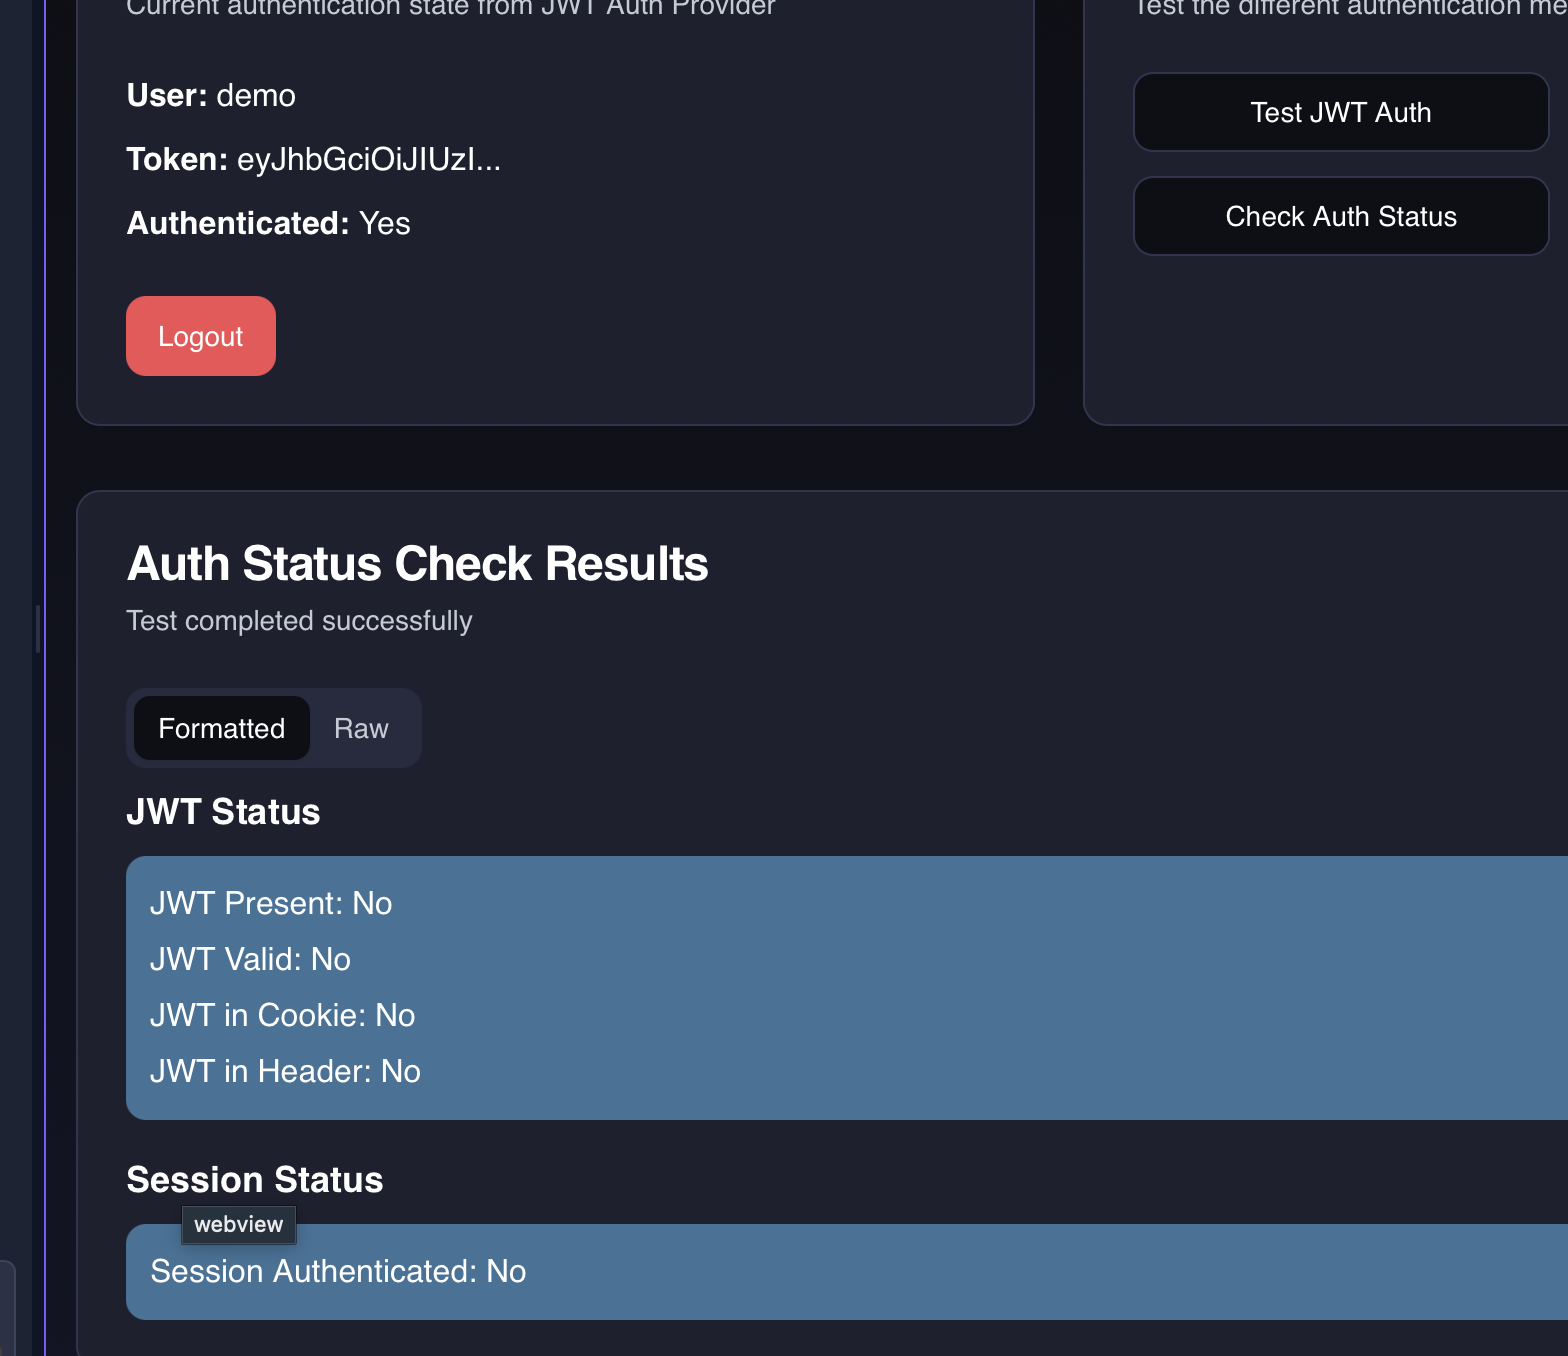 Current authentication state from JWT Auth Provider
User: demo
Token: eyJhbGciOiJIUzI...
Authenticated: Yes
Logout
Test the different authentication me
Test JWT Auth
Check Auth Status
Auth Status Check Results
Test completed successfully
Formatted
Raw
JWT Status
JWT Present: No
JWT Valid: No
JWT in Cookie: No
JWT in Header: No
Session Status
webview
Session Authenticated: No